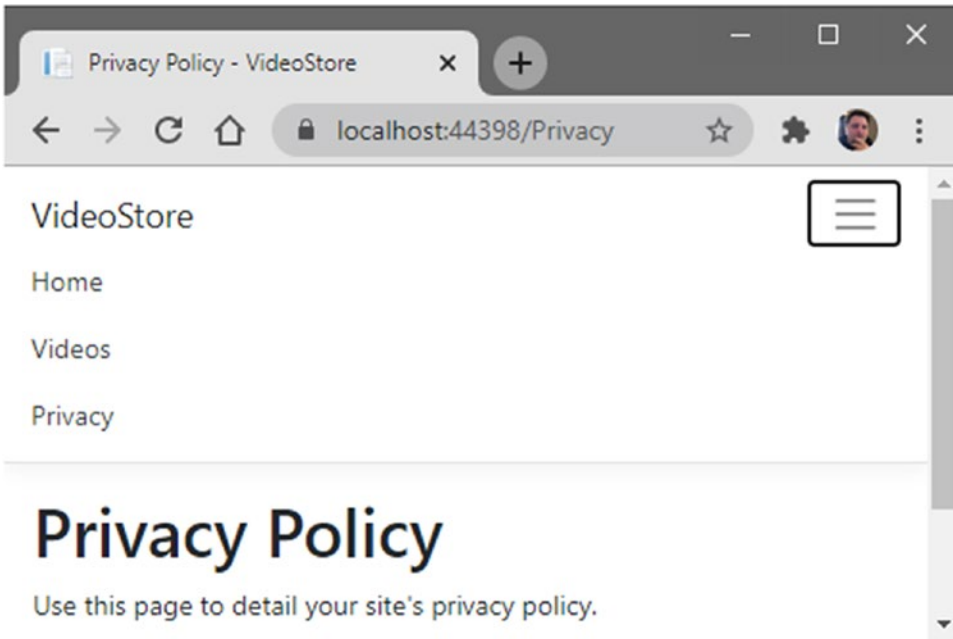 Privacy Policy - VideoStore
localhost:44398/Privacy
VideoStore
Home
Videos
Privacy
Privacy Policy
Use this page to detail your site's privacy policy.